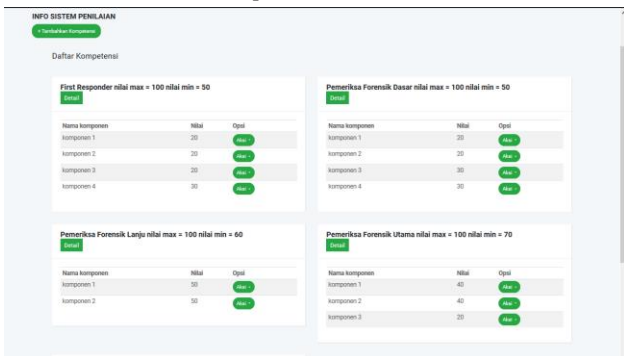 INFO SISTEM PENILAIAN
+ Tambahkan Kompetensi
Daftar Kompetensi
First Responder nilai max = 100 nilai min = 50
Detail
Nama komponen Nilai Opsi
komponen 1 20 Aksi
komponen 2 20 Aksi
komponen 3 20 Aksi
komponen 4 30 Aksi
Pemeriksa Forensik Dasar nilai max = 100 nilai min = 50
Detail
Nama komponen Nilai Opsi
komponen 1 20 Aksi
komponen 2 20 Aksi
komponen 3 30 Aksi
komponen 4 30 Aksi
Pemeriksa Forensik Lanju nilai max = 100 nilai min = 60
Detail
Nama komponen Nilai Opsi
komponen 1 50 Aksi
komponen 2 50 Aksi
Pemeriksa Forensik Utama nilai max = 100 nilai min = 70
Detail
Nama komponen Nilai Opsi
komponen 1 40 Aksi
komponen 2 40 Aksi
komponen 3 20 Aksi